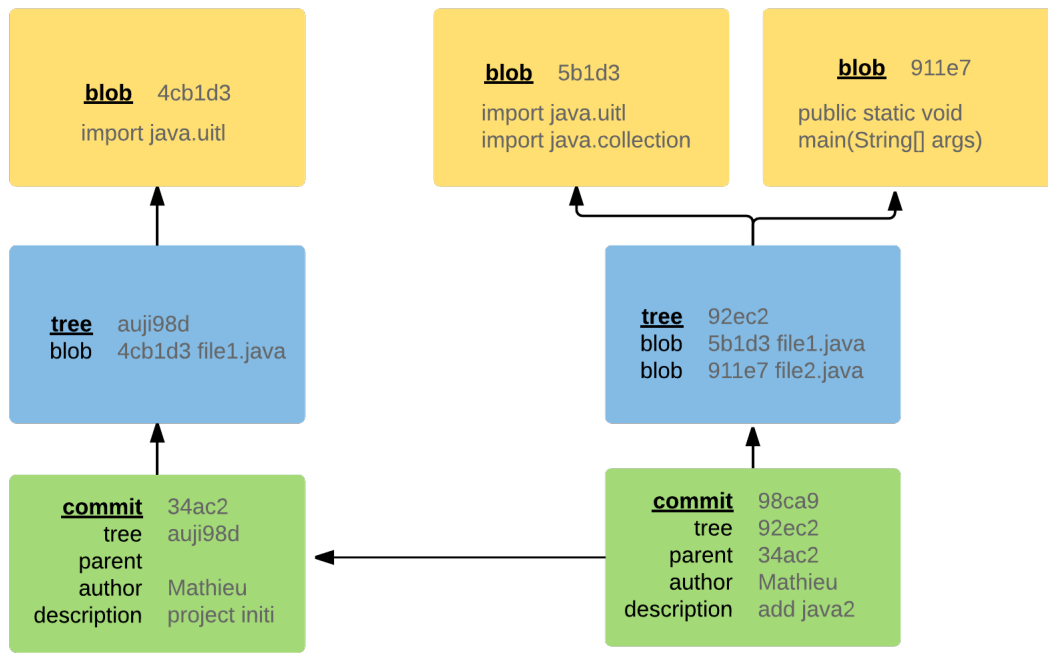 blob 4cb1d3
import java.uitl
blob 5b1d3
import java.uitl
import java.collection
blob 911e7
public static void
main(String[] args)
tree auji98d
blob 4cb1d3 file1.java
tree 92ec2
blob 5b1d3 file1.java
blob 911e7 file2.java
commit 34ac2
tree auji98d
parent
author Mathieu
description project initi
commit 98ca9
tree 92ec2
parent 34ac2
author Mathieu
description add java2